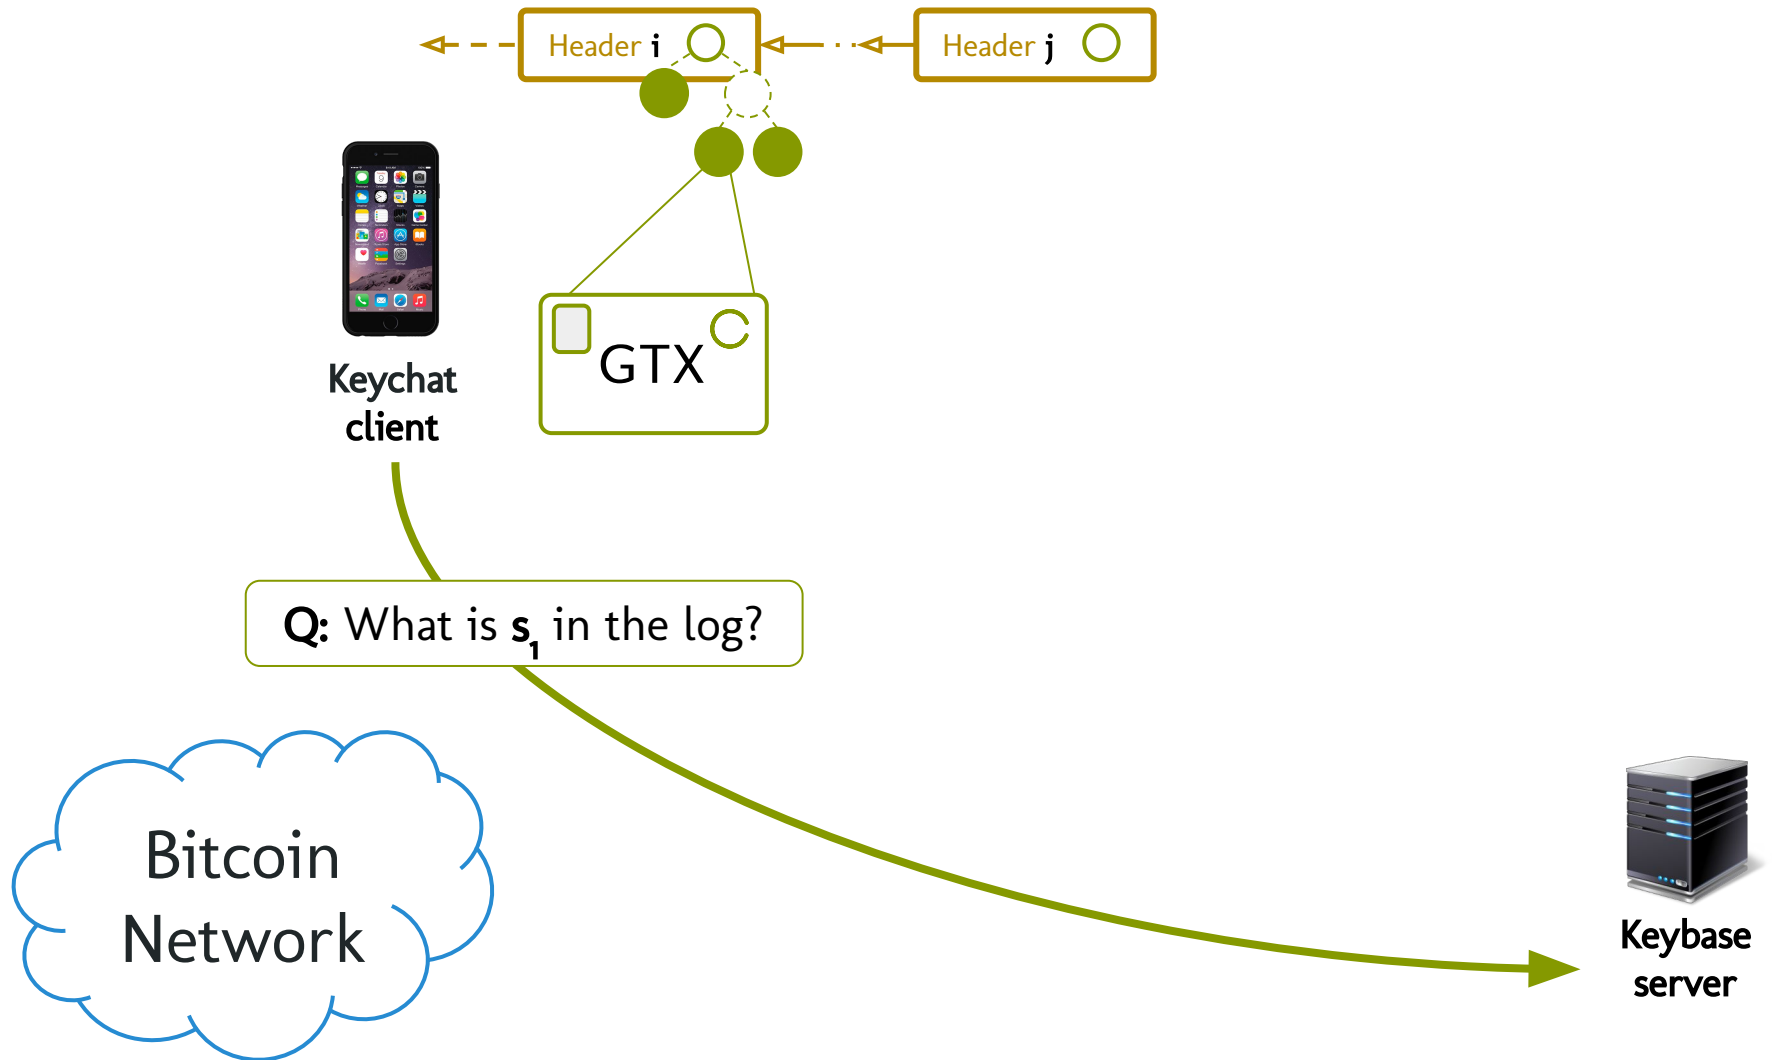 Header i
Header j
GTX
Keychat
client
Q: What is s₁ in the log?
Bitcoin
Network
Keybase
server